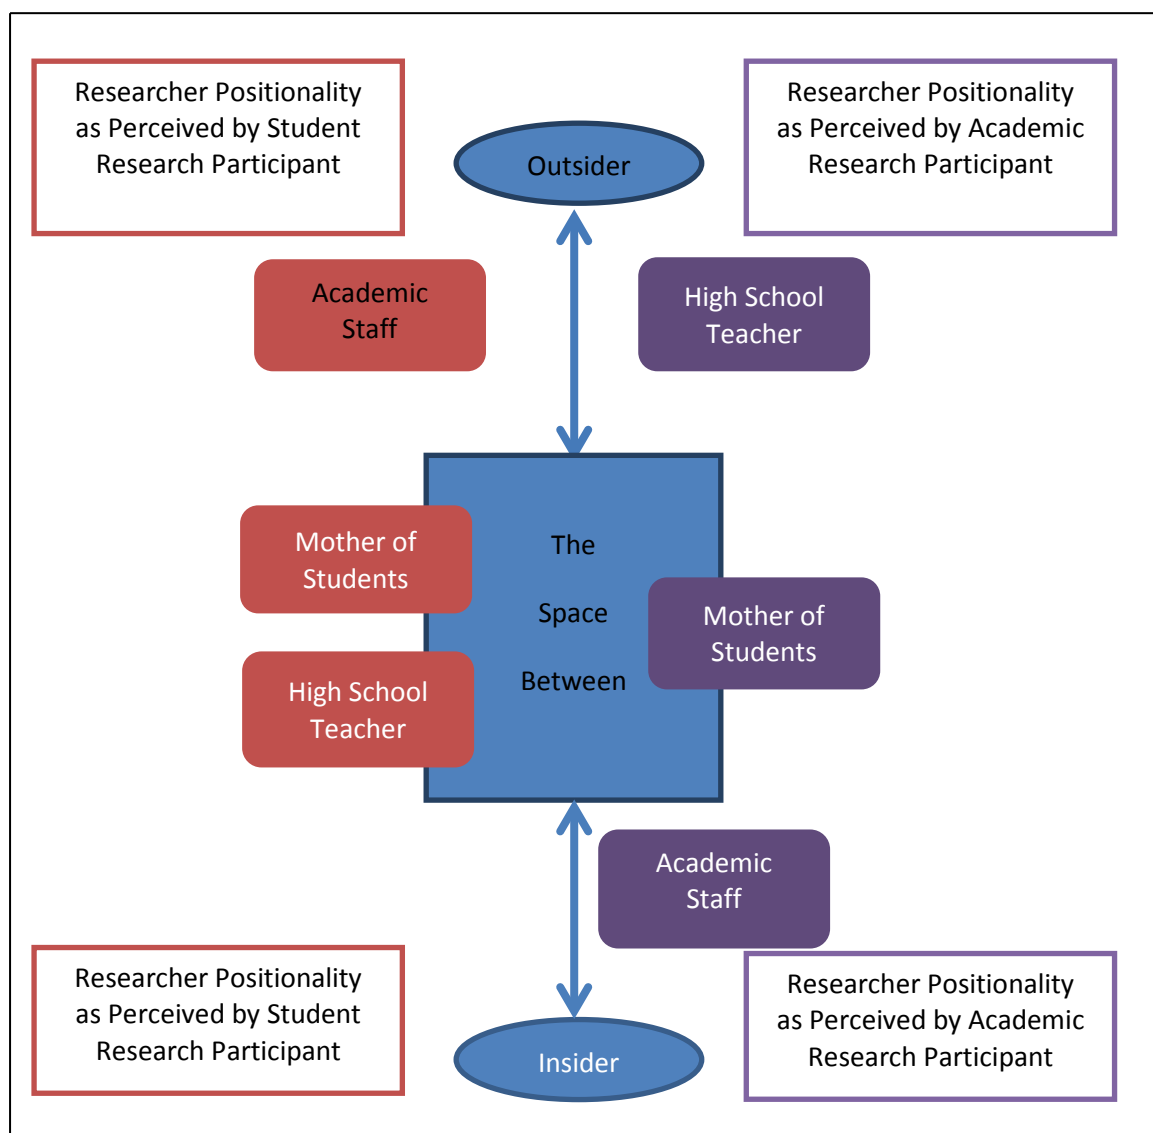 Researcher Positionality
as Perceived by Student
Research Participant
Researcher Positionality
as Perceived by Academic
Research Participant
Outsider
Academic
Staff
High School
Teacher
Mother of
Students
The
Space
Between
Mother of
Students
High School
Teacher
Academic
Staff
Researcher Positionality
as Perceived by Student
Research Participant
Researcher Positionality
as Perceived by Academic
Research Participant
Insider